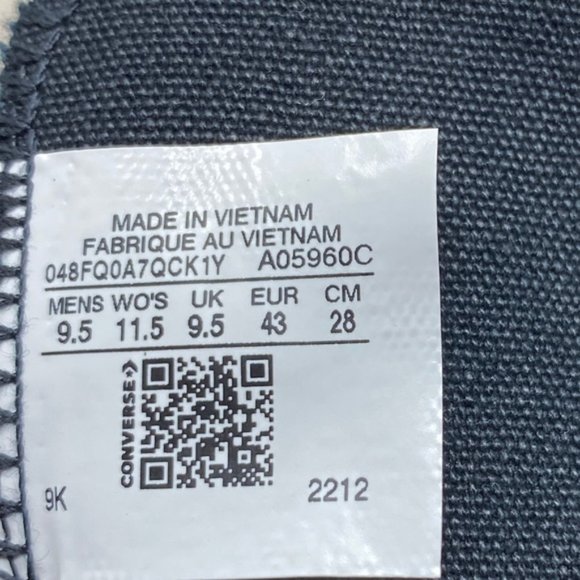 MADE IN VIETNAM
FABRIQUE AU VIETNAM
048FQ0A7QCK1Y A05960C
MENS WO'S UK EUR CM
9.5 11.5 9.5 43 28
CONVERSE
9K 2212